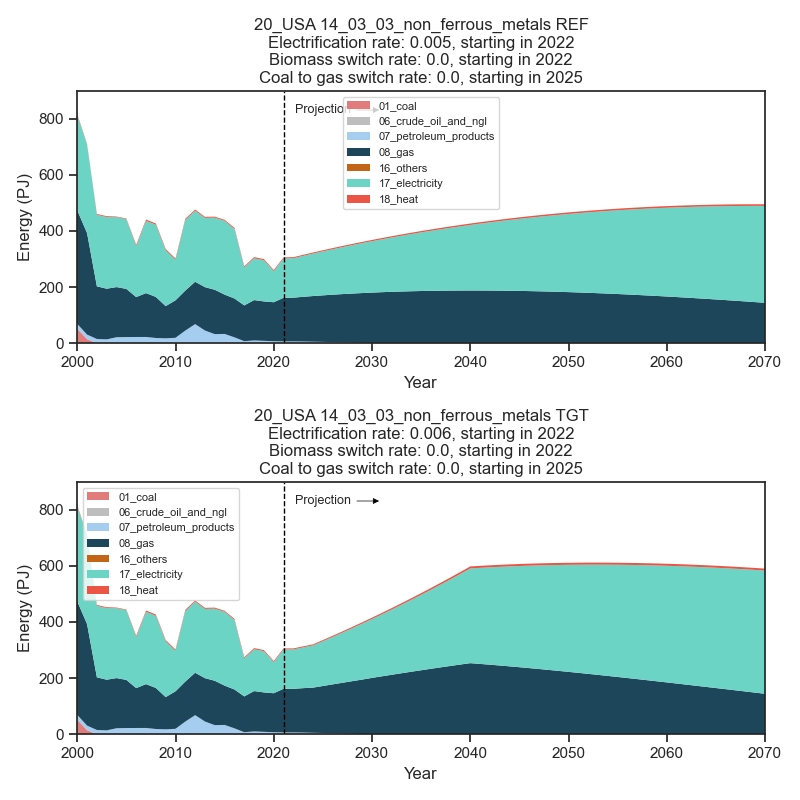 20_USA 14_03_03_non_ferrous_metals REF
Electrification rate: 0.005, starting in 2022
Biomass switch rate: 0.0, starting in 2022
Coal to gas switch rate: 0.0, starting in 2025
Projection
01_coal
06_crude_oil_and_ngl
07_petroleum_products
08_gas
16_others
17_electricity
18_heat
800
600
400
200
0
Energy (PJ)
2000 2010 2020 2030 2040 2050 2060 2070
Year
20_USA 14_03_03_non_ferrous_metals TGT
Electrification rate: 0.006, starting in 2022
Biomass switch rate: 0.0, starting in 2022
Coal to gas switch rate: 0.0, starting in 2025
Projection
01_coal
06_crude_oil_and_ngl
07_petroleum_products
08_gas
16_others
17_electricity
18_heat
800
600
400
200
0
Energy (PJ)
2000 2010 2020 2030 2040 2050 2060 2070
Year